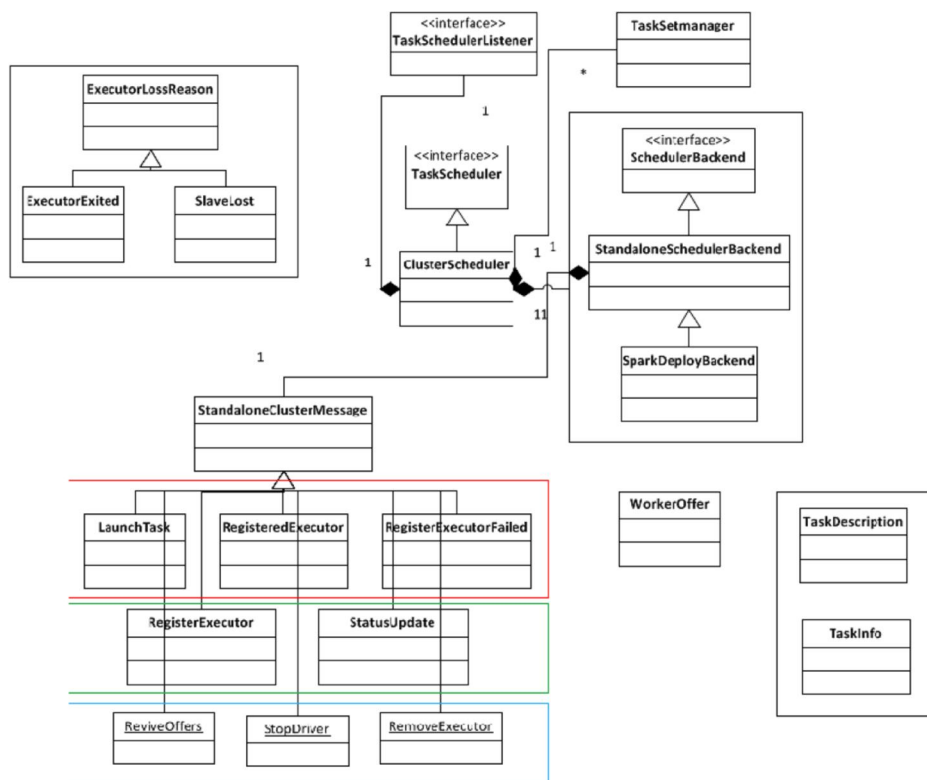 <<interface>>
TaskSchedulerListener
TaskSetmanager
*
1
ExecutorLossReason
ExecutorExited
SlaveLost
<<interface>>
TaskScheduler
<<interface>>
SchedulerBackend
1
1
1
ClusterScheduler
StandaloneSchedulerBackend
11
SparkDeployBackend
1
StandaloneClusterMessage
LaunchTask
RegisteredExecutor
RegisterExecutorFailed
WorkerOffer
TaskDescription
RegisterExecutor
StatusUpdate
TaskInfo
ReviveOffers
StopDriver
RemoveExecutor